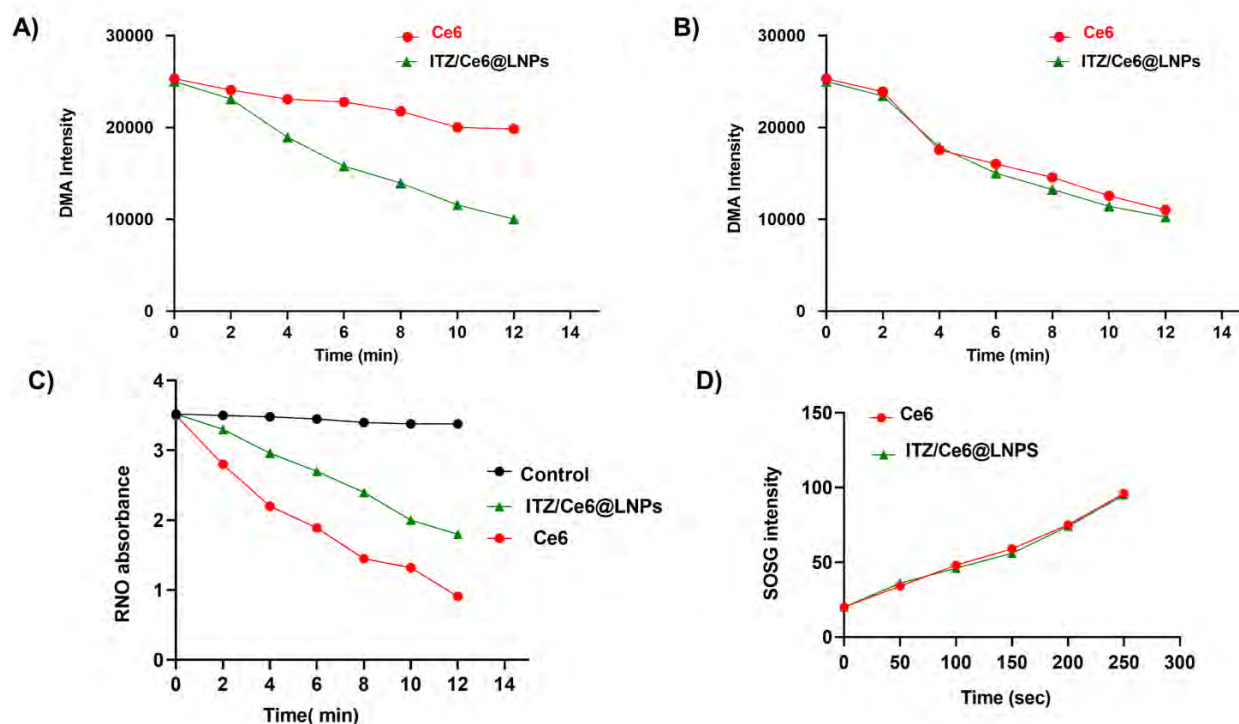 A)
Ce6
ITZ/Ce6@LNPs
DMA Intensity
30000
20000
10000
0
0 2 4 6 8 10 12 14
Time (min)
B)
Ce6
ITZ/Ce6@LNPs
DMA Intensity
30000
20000
10000
0
0 2 4 6 8 10 12 14
Time (min)
C)
RNO absorbance
4
3
2
1
0
0 2 4 6 8 10 12 14
Time( min)
Control
ITZ/Ce6@LNPs
Ce6
D)
Ce6
ITZ/Ce6@LNPS
SOSG intensity
150
100
50
0
0 50 100 150 200 250 300
Time (sec)